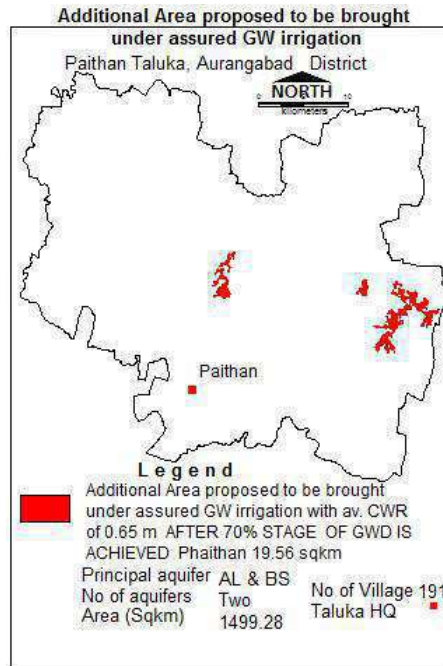 Additional Area proposed to be brought
under assured GW irrigation
Paithan Taluka, Aurangabad District
NORTH
0 10
kilometers
Paithan
Legend
Additional Area proposed to be brought
under assured GW irrigation with av. CWR
of 0.65 m AFTER 70% STAGE OF GWD IS
ACHIEVED Phaithan 19.56 sqkm
Principal aquifer AL & BS
No of aquifers Two
Area (Sqkm) 1499.28
No of Village 191
Taluka HQ